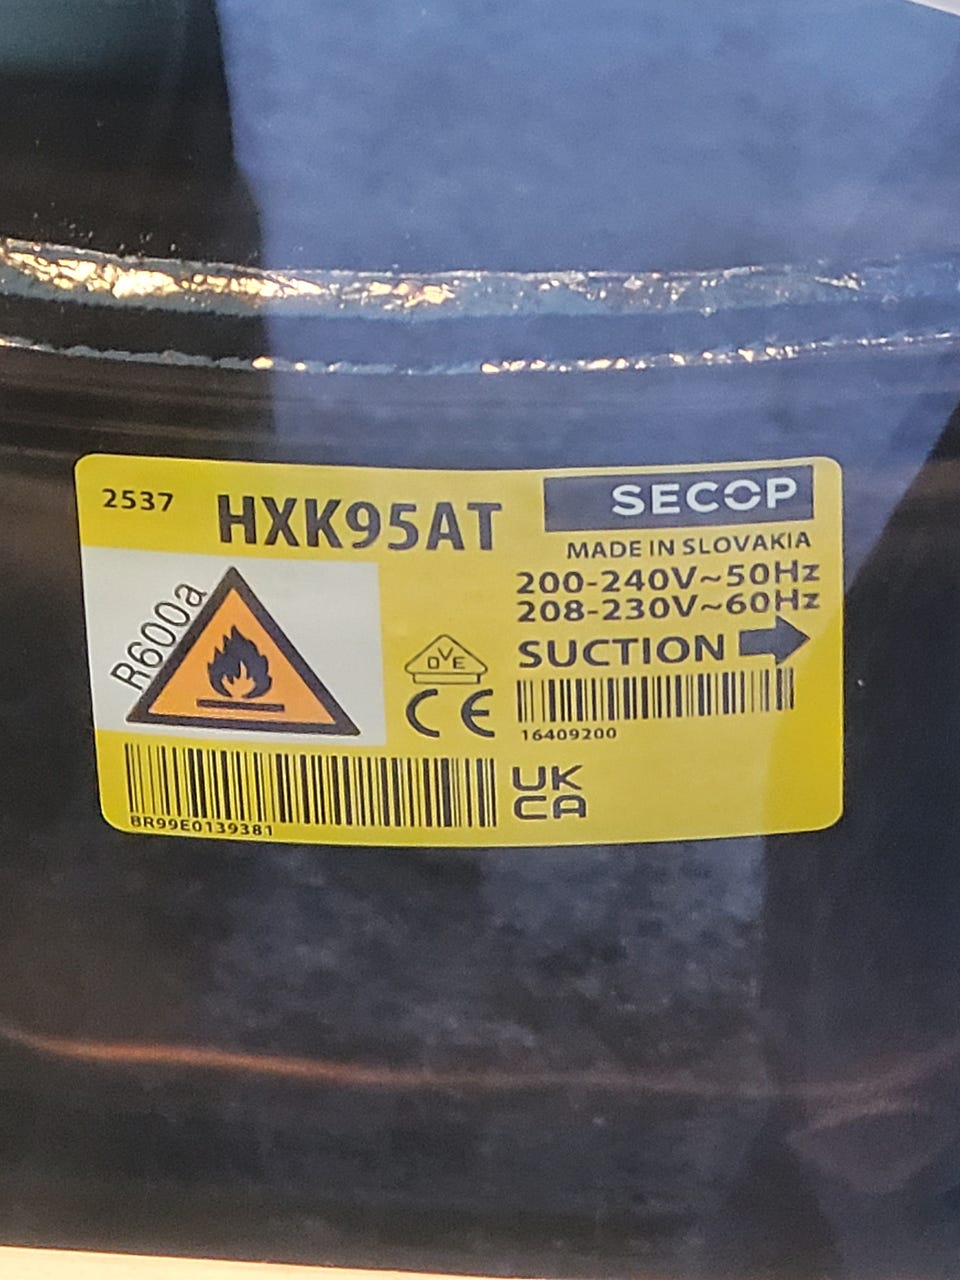 2537
HXK95AT
SECOP
MADE IN SLOVAKIA
200-240V~50Hz
208-230V~60Hz
SUCTION
R600a
OVE
CE
16409200
BR99E0139381
UK
CA